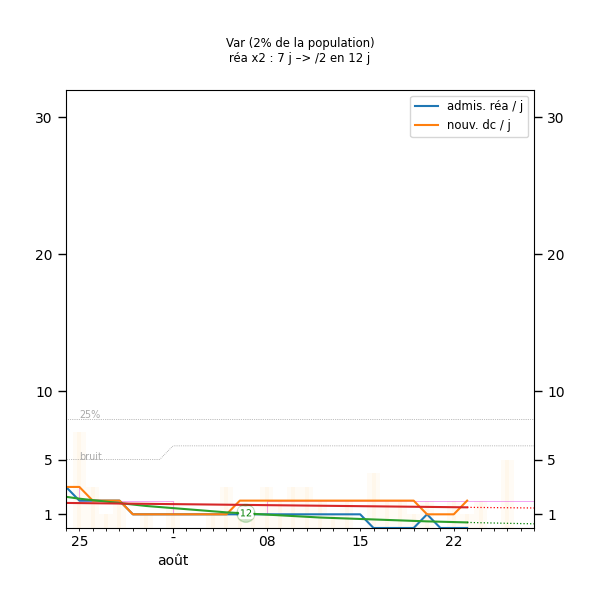 Var (2% de la population)
réa x2 : 7 j –> /2 en 12 j
admis. réa / j
nouv. dc / j
30 30
20 20
10 10
25%
bruit
5 5
12
1 1
25 - 08 15 22
août